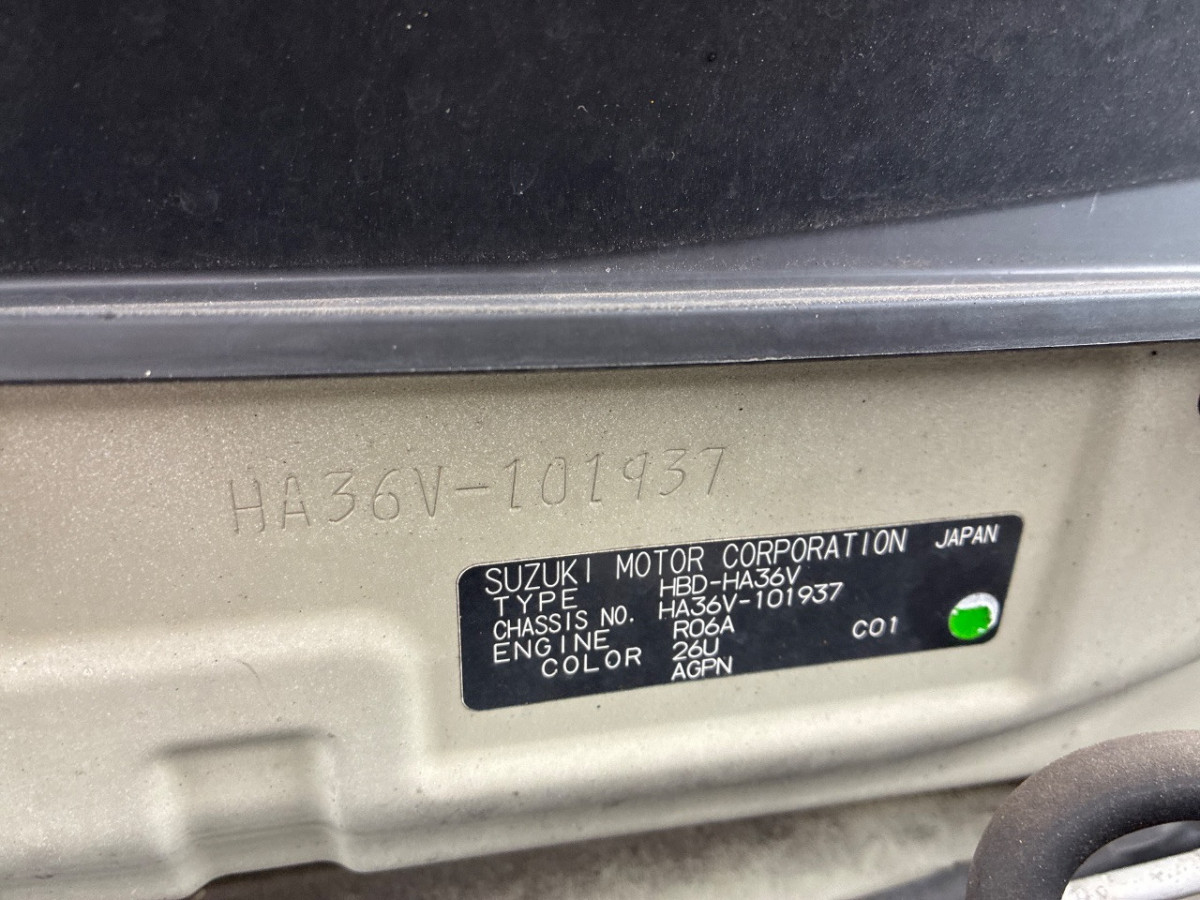 HA36V-101937
SUZUKI MOTOR CORPORATION JAPAN
TYPE HBD-HA36V
CHASSIS NO. HA36V-101937
ENGINE R06A C01
COLOR 26U
AGPN